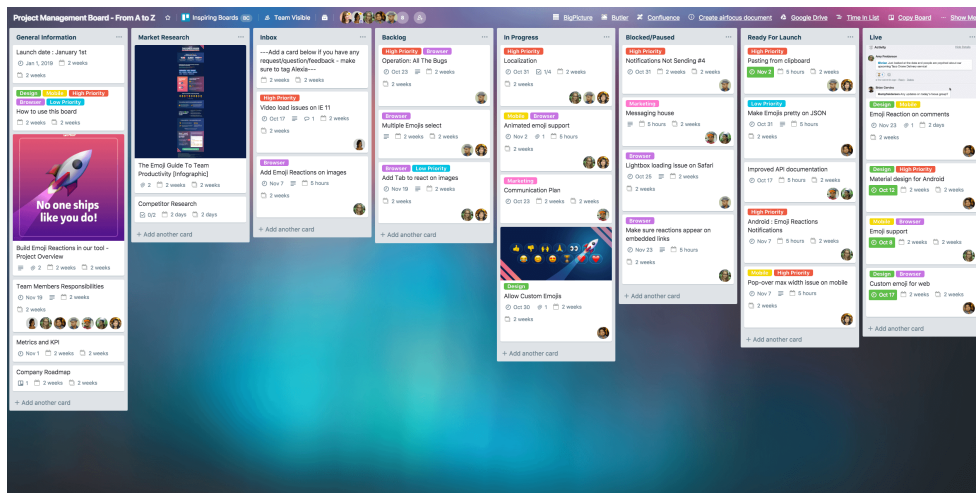 Project Management Board - From A to Z
Inspiring Boards BC
Team Visible
BigPicture
Butler
Confluence
Create airfocus document
Google Drive
Time In List
Copy Board
Show Me
General Information
Launch date : January 1st
Jan 1, 2019 2 weeks
2 weeks
Design Mobile High Priority
Browser Low Priority
How to use this board
2 weeks 2 weeks
No one ships
like you do!
Build Emoji Reactions in our tool -
Project Overview
2 2 weeks 2 weeks
Team Members Responsibilities
Nov 19 2 weeks
2 weeks
Metrics and KPI
Nov 1 2 weeks 2 weeks
Company Roadmap
1 2 weeks 2 weeks
+ Add another card
Market Research
The Emoji Guide To Team
Productivity [Infographic]
2 2 weeks 2 weeks
Competitor Research
0/2 2 days 2 days
+ Add another card
Inbox
---Add a card below if you have any
request/question/feedback - make
sure to tag Alexia---
2 weeks 2 weeks
High Priority
Video load issues on IE 11
Oct 17 1 2 weeks
2 weeks
Browser
Add Emoji Reactions on images
Nov 7 5 hours
2 weeks
+ Add another card
Backlog
High Priority Browser
Operation: All The Bugs
Oct 23 2 weeks
2 weeks
Browser
Multiple Emojis select
2 weeks 2 weeks
Browser Low Priority
Add Tab to react on images
Nov 19 2 weeks
2 weeks
+ Add another card
In Progress
High Priority
Localization
Oct 31 1/4 2 weeks
2 weeks
Mobile Browser
Animated emoji support
Nov 2 1 5 hours
2 weeks
Marketing
Communication Plan
Oct 23 2 weeks 2 weeks
Design
Allow Custom Emojis
Oct 30 1 2 weeks
2 weeks
+ Add another card
Blocked/Paused
High Priority
Notifications Not Sending #4
Oct 31 2 weeks 2 weeks
Marketing
Messaging house
5 hours 2 weeks
Browser
Lightbox loading issue on Safari
Oct 25 2 weeks
2 weeks
Browser
Make sure reactions appear on
embedded links
Nov 23 5 hours
2 weeks
+ Add another card
Ready For Launch
High Priority
Pasting from clipboard
Nov 2 5 hours 2 weeks
Low Priority
Make Emojis pretty on JSON
Oct 31 2 weeks
2 weeks
Improved API documentation
Oct 17 5 hours 2 weeks
High Priority
Android : Emoji Reactions
Notifications
Nov 7 5 hours 2 weeks
Mobile High Priority
Pop-over max width issue on mobile
Nov 7 5 hours
2 weeks
+ Add another card
Live
Activity
Design Mobile
Emoji Reaction on comments
Nov 23 1 2 days
2 weeks
Design High Priority
Material design for Android
Oct 12 2 weeks 2 weeks
Mobile Browser
Emoji support
Oct 8 2 weeks 2 weeks
Design Browser
Custom emoji for web
Oct 17 2 weeks 2 weeks
+ Add another card